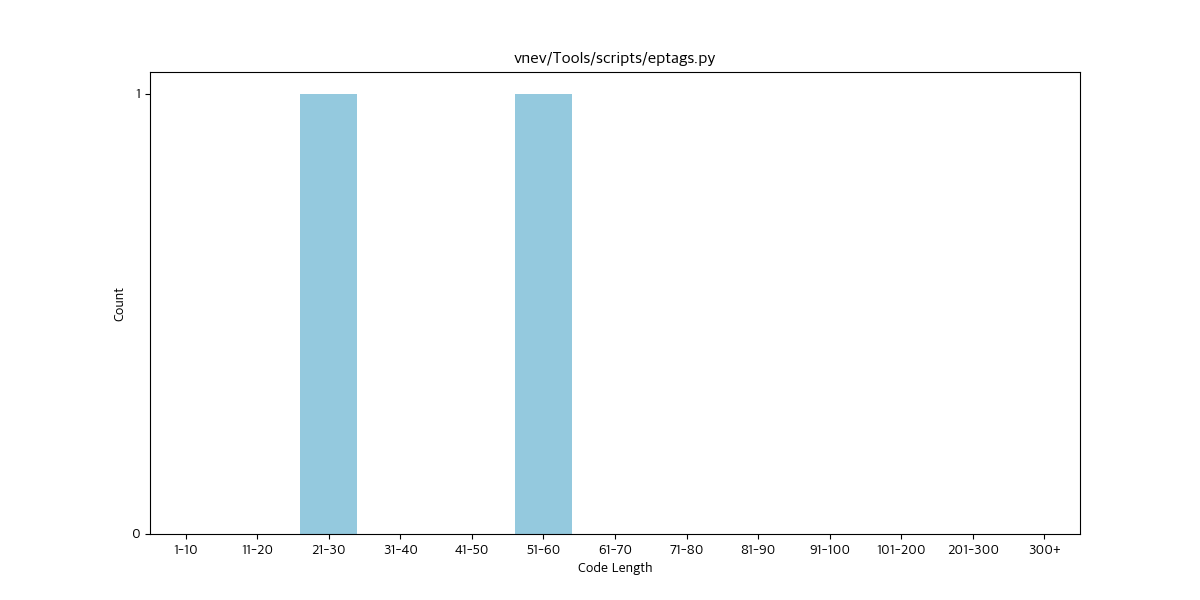 vnev/Tools/scripts/eptags.py
1
Count
0
1-10 11-20 21-30 31-40 41-50 51-60 61-70 71-80 81-90 91-100 101-200 201-300 300+
Code Length